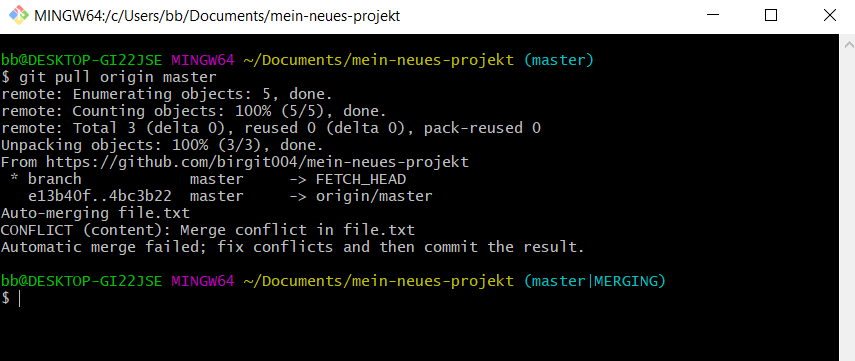 MINGW64:/c/Users/bb/Documents/mein-neues-projekt
bb@DESKTOP-GI22JSE MINGW64 ~/Documents/mein-neues-projekt (master)
$ git pull origin master
remote: Enumerating objects: 5, done.
remote: Counting objects: 100% (5/5), done.
remote: Total 3 (delta 0), reused 0 (delta 0), pack-reused 0
Unpacking objects: 100% (3/3), done.
From https://github.com/birgit004/mein-neues-projekt
 * branch            master     -> FETCH_HEAD
   e13b40f..4bc3b22  master     -> origin/master
Auto-merging file.txt
CONFLICT (content): Merge conflict in file.txt
Automatic merge failed; fix conflicts and then commit the result.
bb@DESKTOP-GI22JSE MINGW64 ~/Documents/mein-neues-projekt (master|MERGING)
$